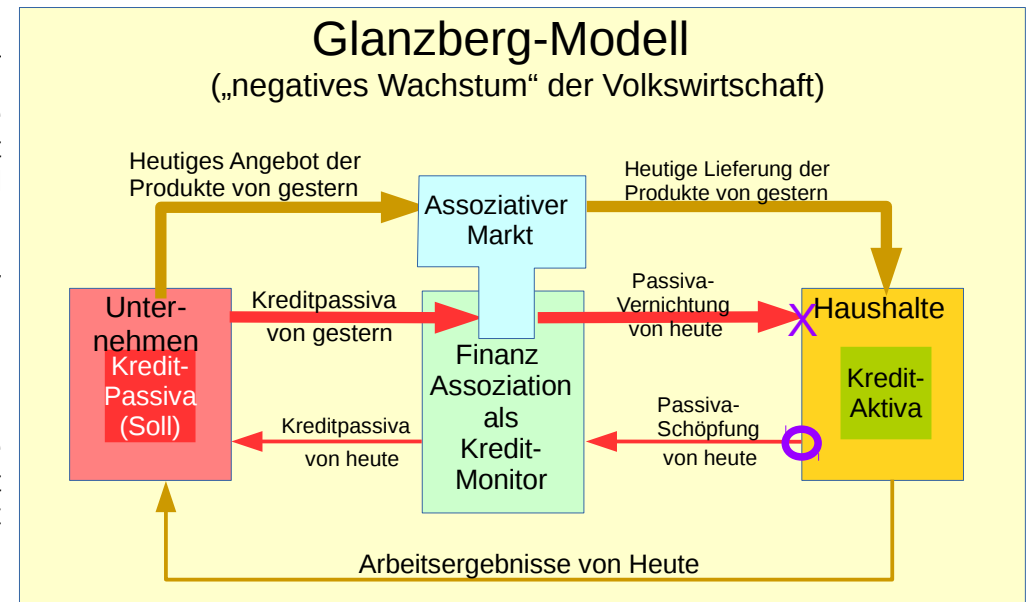 Glanzberg-Modell
(„negatives Wachstum“ der Volkswirtschaft)
Heutiges Angebot der
Produkte von gestern
Heutige Lieferung der
Produkte von gestern
Assoziativer
Markt
Unter-
nehmen
Kredit-
Passiva
(Soll)
Kreditpassiva
von gestern
Passiva-
Vernichtung
von heute
Haushalte
Kredit-
Aktiva
Finanz
Assoziation
als
Kredit-
Monitor
Kreditpassiva
von heute
Passiva-
Schöpfung
von heute
Arbeitsergebnisse von Heute